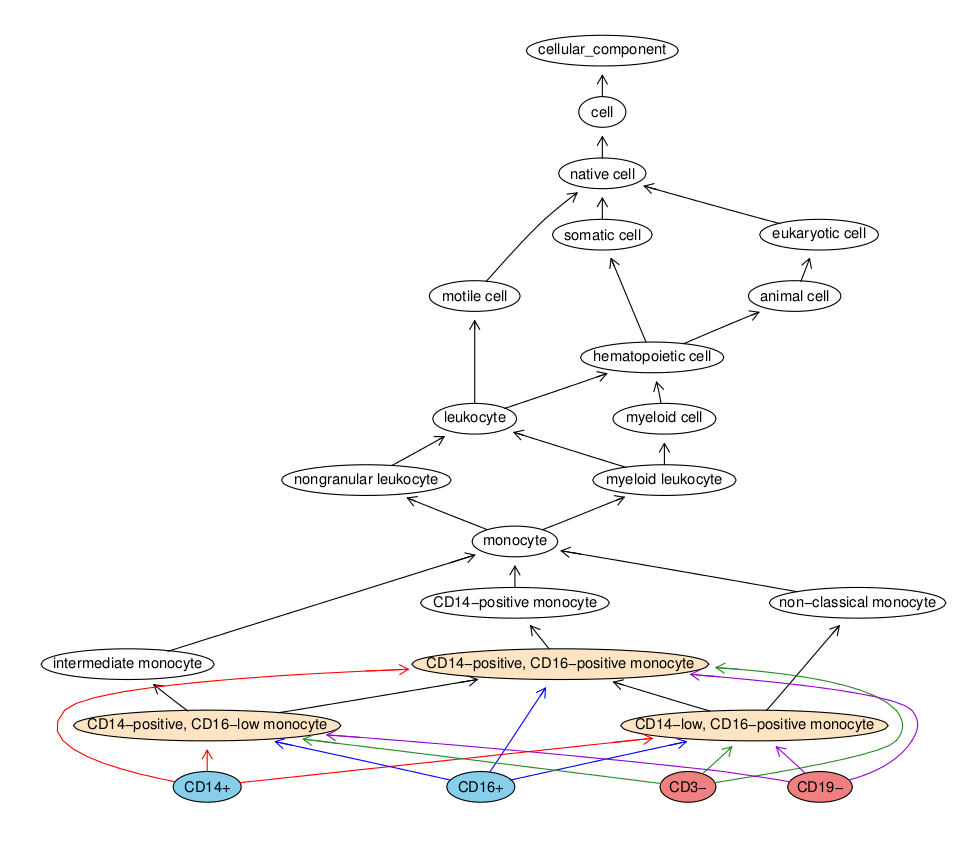 cellular_component
cell
native cell
somatic cell
eukaryotic cell
motile cell
animal cell
hematopoietic cell
leukocyte
myeloid cell
nongranular leukocyte
myeloid leukocyte
monocyte
CD14−positive monocyte
non−classical monocyte
intermediate monocyte
CD14−positive, CD16−positive monocyte
CD14−positive, CD16−low monocyte
CD14−low, CD16−positive monocyte
CD14+
CD16+
CD3−
CD19−